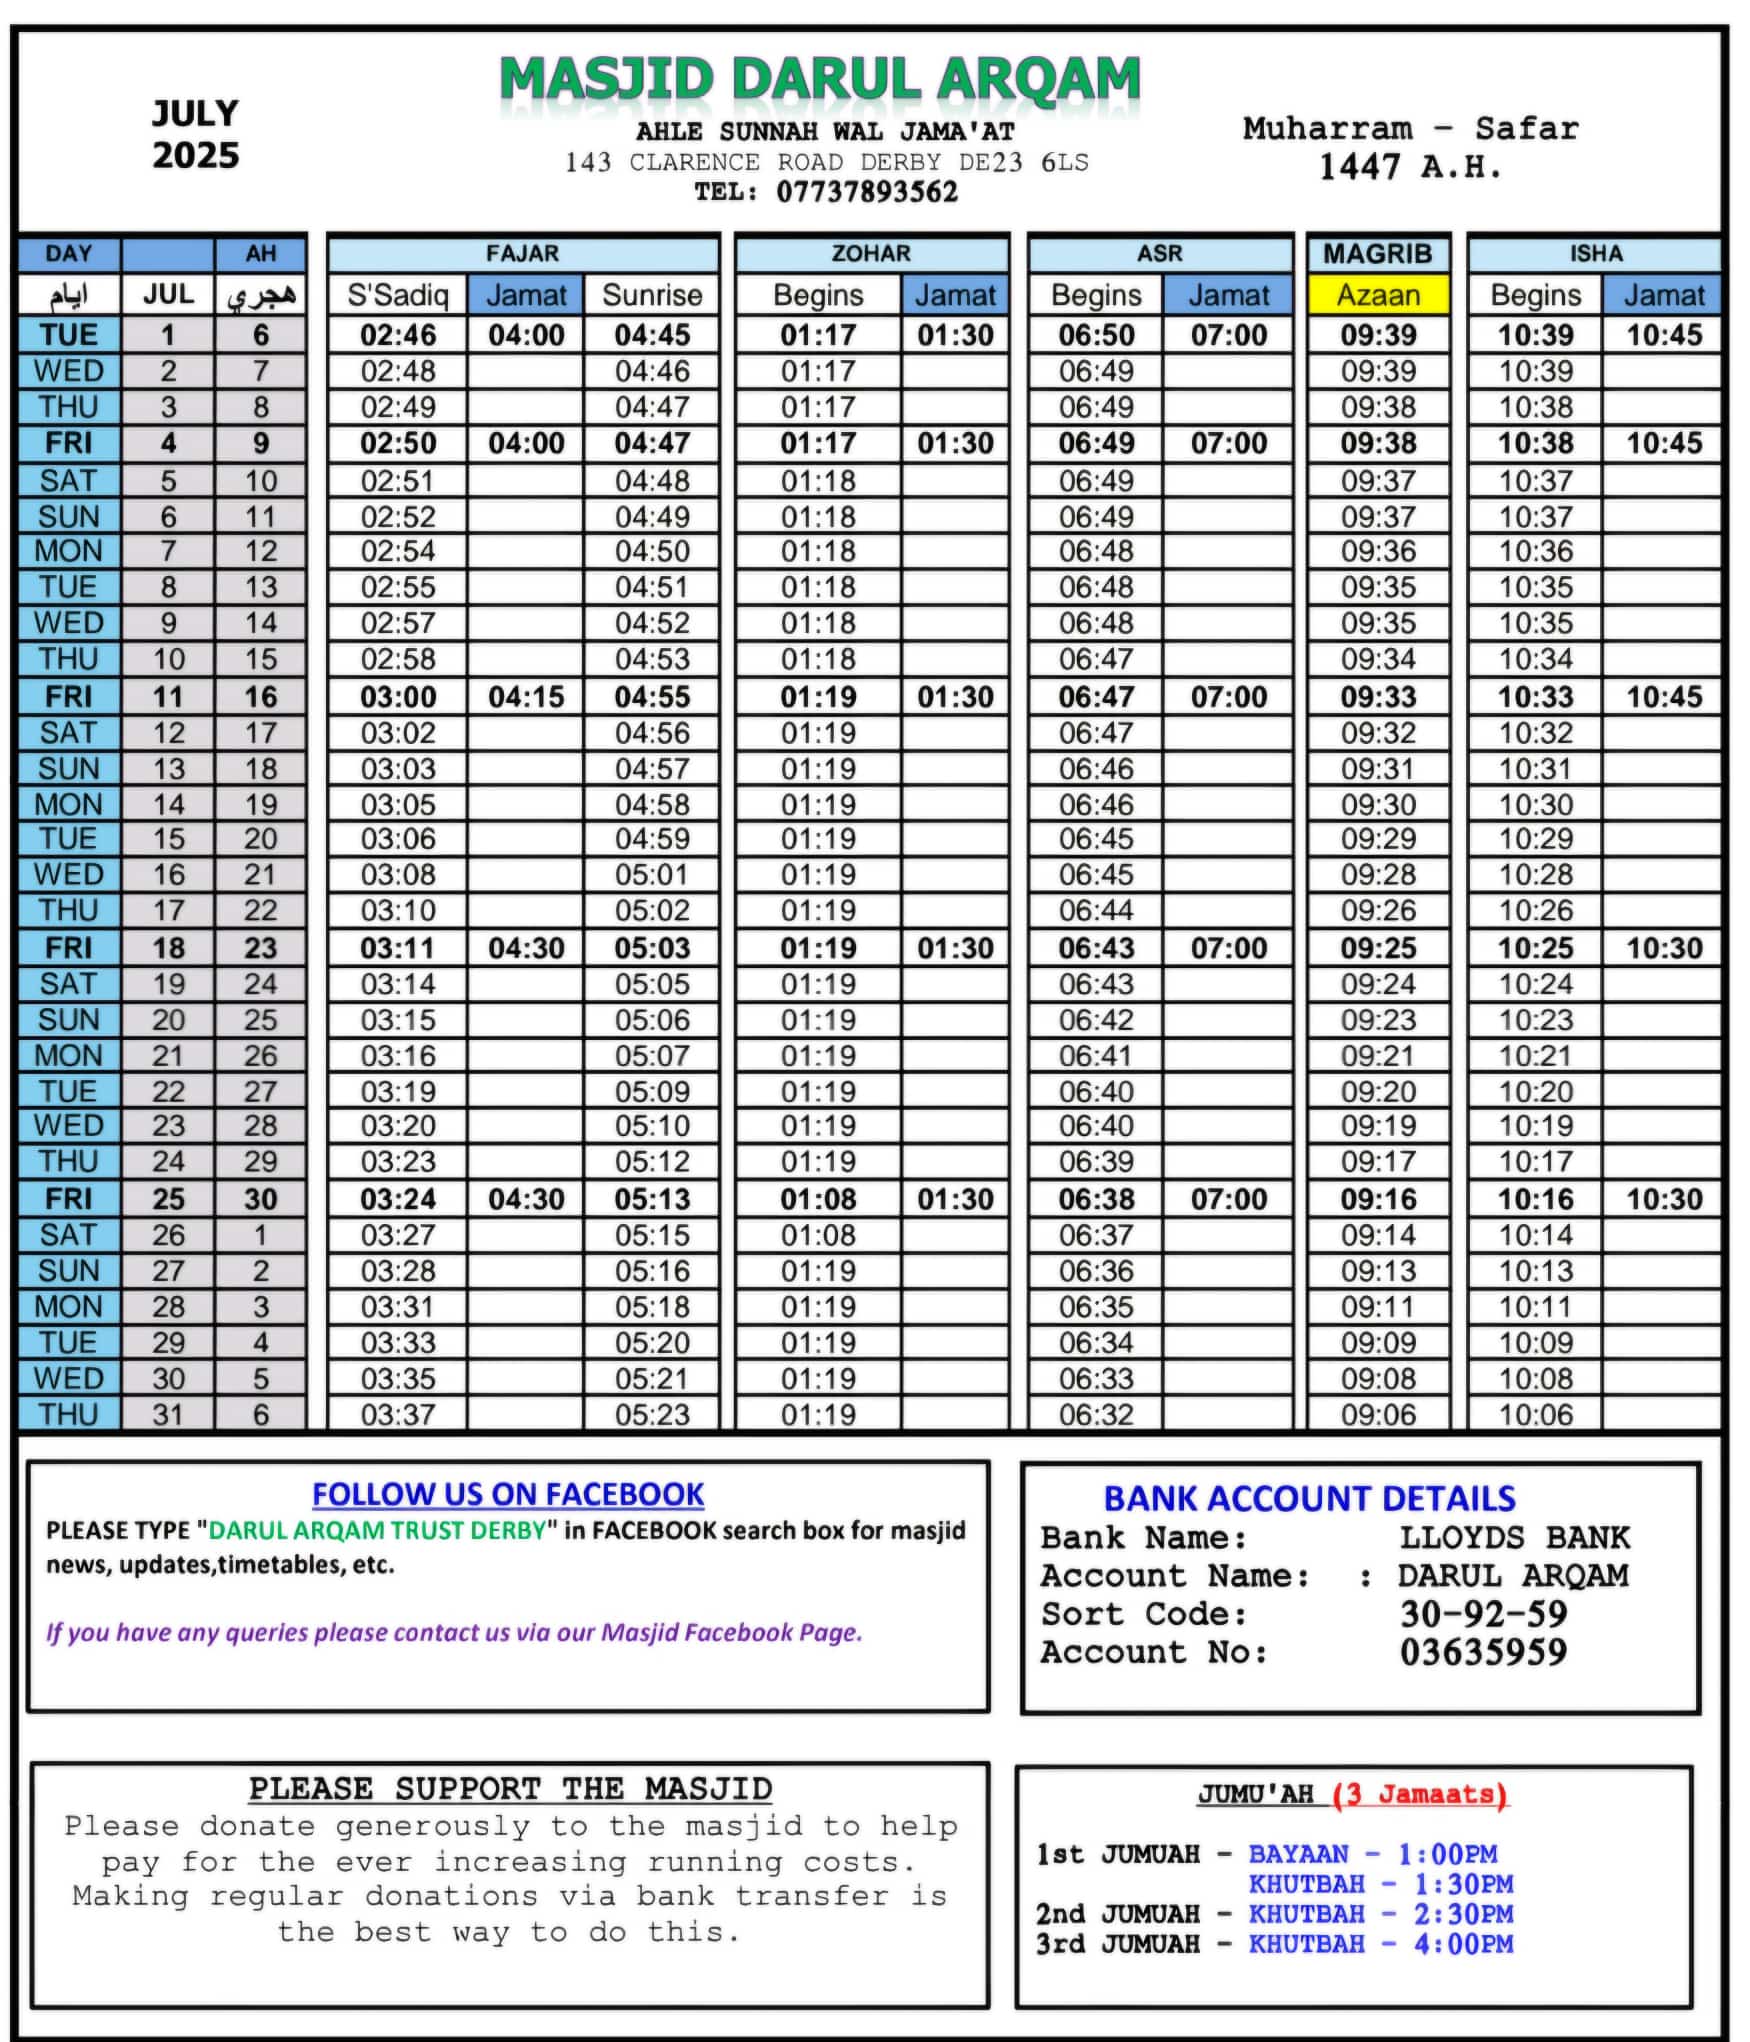 JULY
2025
MASJID DARUL ARQAM
AHLE SUNNAH WAL JAMA'AT
143 CLARENCE ROAD DERBY DE23 6LS
TEL: 07737893562
Muharram - Safar
1447 A.H.
DAY AH FAJAR ZOHAR ASR MAGRIB ISHA
ايام JUL هجري S'Sadiq Jamat Sunrise Begins Jamat Begins Jamat Azaan Begins Jamat
TUE 1 6 02:46 04:00 04:45 01:17 01:30 06:50 07:00 09:39 10:39 10:45
WED 2 7 02:48 04:46 01:17 06:49 09:39 10:39
THU 3 8 02:49 04:47 01:17 06:49 09:38 10:38
FRI 4 9 02:50 04:00 04:47 01:17 01:30 06:49 07:00 09:38 10:38 10:45
SAT 5 10 02:51 04:48 01:18 06:49 09:37 10:37
SUN 6 11 02:52 04:49 01:18 06:49 09:37 10:37
MON 7 12 02:54 04:50 01:18 06:48 09:36 10:36
TUE 8 13 02:55 04:51 01:18 06:48 09:35 10:35
WED 9 14 02:57 04:52 01:18 06:48 09:35 10:35
THU 10 15 02:58 04:53 01:18 06:47 09:34 10:34
FRI 11 16 03:00 04:15 04:55 01:19 01:30 06:47 07:00 09:33 10:33 10:45
SAT 12 17 03:02 04:56 01:19 06:47 09:32 10:32
SUN 13 18 03:03 04:57 01:19 06:46 09:31 10:31
MON 14 19 03:05 04:58 01:19 06:46 09:30 10:30
TUE 15 20 03:06 04:59 01:19 06:45 09:29 10:29
WED 16 21 03:08 05:01 01:19 06:45 09:28 10:28
THU 17 22 03:10 05:02 01:19 06:44 09:26 10:26
FRI 18 23 03:11 04:30 05:03 01:19 01:30 06:43 07:00 09:25 10:25 10:30
SAT 19 24 03:14 05:05 01:19 06:43 09:24 10:24
SUN 20 25 03:15 05:06 01:19 06:42 09:23 10:23
MON 21 26 03:16 05:07 01:19 06:41 09:21 10:21
TUE 22 27 03:19 05:09 01:19 06:40 09:20 10:20
WED 23 28 03:20 05:10 01:19 06:40 09:19 10:19
THU 24 29 03:23 05:12 01:19 06:39 09:17 10:17
FRI 25 30 03:24 04:30 05:13 01:08 01:30 06:38 07:00 09:16 10:16 10:30
SAT 26 1 03:27 05:15 01:08 06:37 09:14 10:14
SUN 27 2 03:28 05:16 01:19 06:36 09:13 10:13
MON 28 3 03:31 05:18 01:19 06:35 09:11 10:11
TUE 29 4 03:33 05:20 01:19 06:34 09:09 10:09
WED 30 5 03:35 05:21 01:19 06:33 09:08 10:08
THU 31 6 03:37 05:23 01:19 06:32 09:06 10:06
FOLLOW US ON FACEBOOK
PLEASE TYPE "DARUL ARQAM TRUST DERBY" in FACEBOOK search box for masjid
news, updates,timetables, etc.
If you have any queries please contact us via our Masjid Facebook Page.
BANK ACCOUNT DETAILS
Bank Name: LLOYDS BANK
Account Name: : DARUL ARQAM
Sort Code: 30-92-59
Account No: 03635959
PLEASE SUPPORT THE MASJID
Please donate generously to the masjid to help
pay for the ever increasing running costs.
Making regular donations via bank transfer is
the best way to do this.
JUMU'AH (3 Jamaats)
1st JUMUAH - BAYAAN - 1:00PM
KHUTBAH - 1:30PM
2nd JUMUAH - KHUTBAH - 2:30PM
3rd JUMUAH - KHUTBAH - 4:00PM